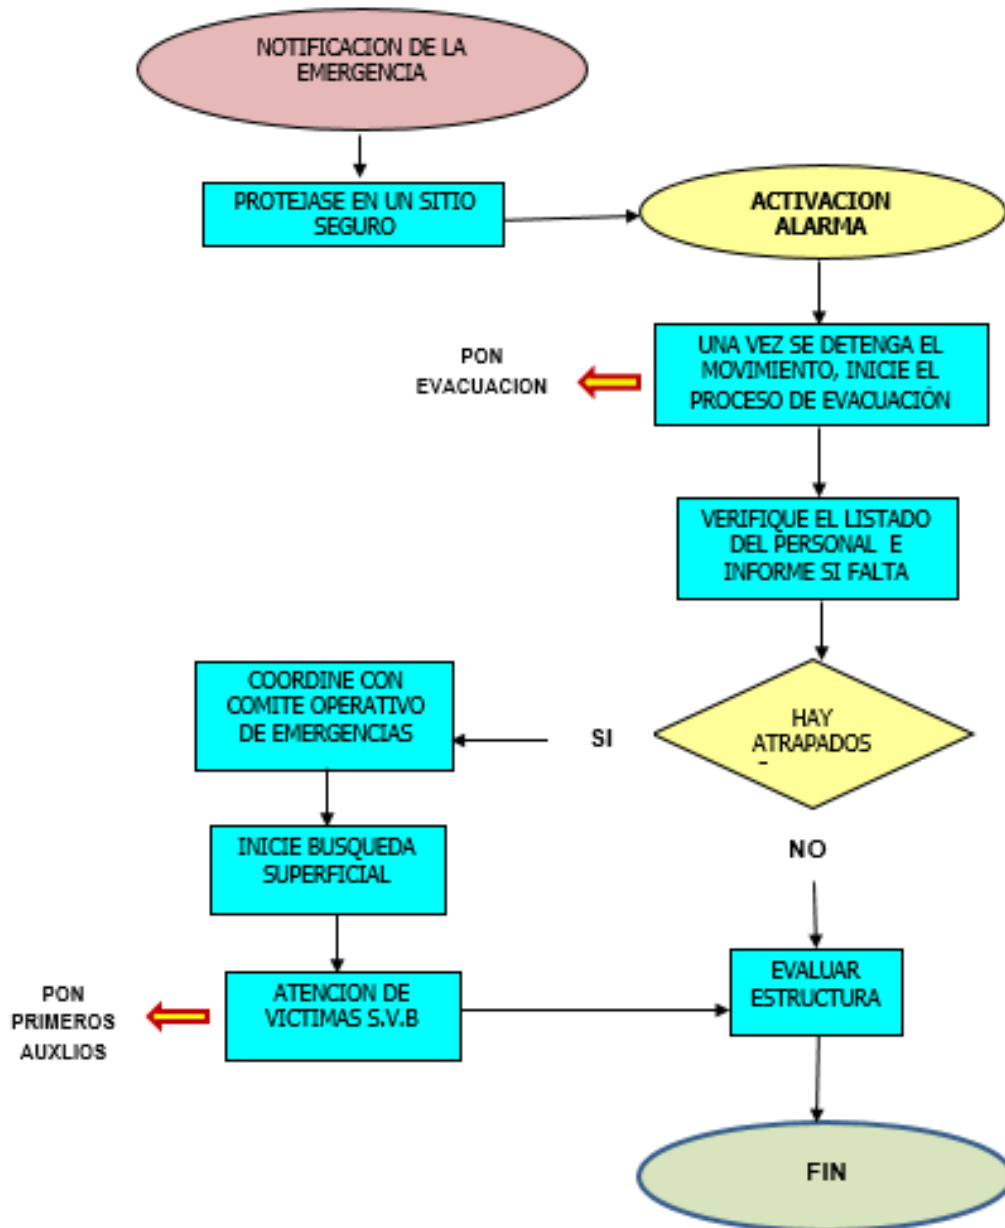 NOTIFICACION DE LA
EMERGENCIA
PROTEJASE EN UN SITIO
SEGURO
ACTIVACION
ALARMA
UNA VEZ SE DETENGA EL
MOVIMIENTO, INICIE EL
PROCESO DE EVACUACIÓN
PON
EVACUACION
VERIFIQUE EL LISTADO
DEL PERSONAL E
INFORME SI FALTA
HAY
ATRAPADOS
SI
COORDINE CON
COMITE OPERATIVO
DE EMERGENCIAS
INICIE BUSQUEDA
SUPERFICIAL
ATENCION DE
VICTIMAS S.V.B
PON
PRIMEROS
AUXLIOS
NO
EVALUAR
ESTRUCTURA
FIN